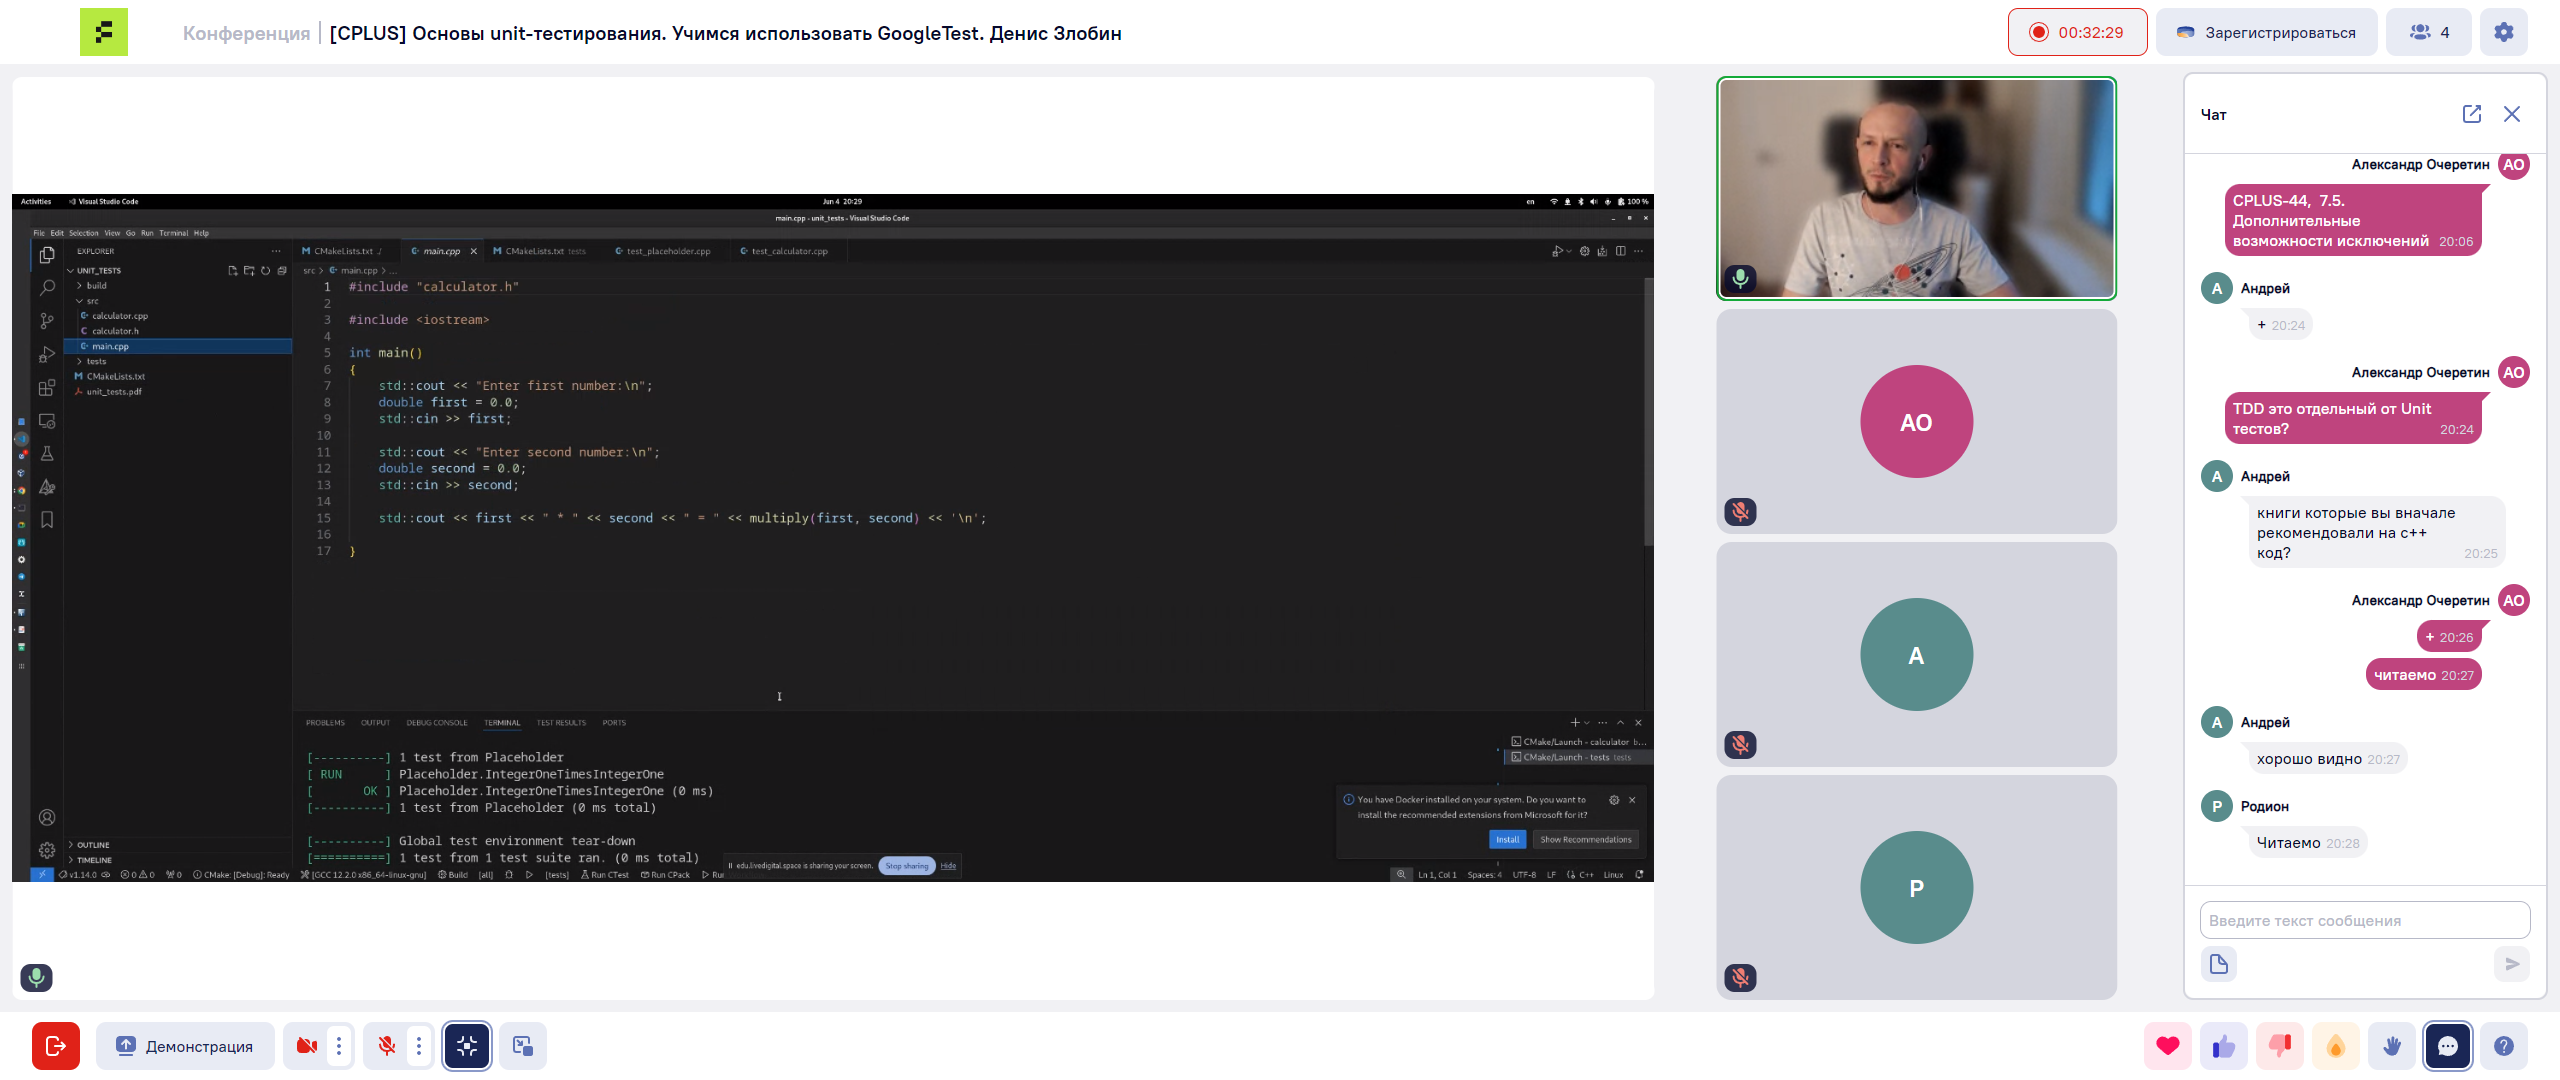 Конференция
[CPLUS] Основы unit-тестирования. Учимся использовать GoogleTest. Денис Злобин
00:32:29
Зарегистрироваться
4
Activities
Visual Studio Code
Jun 4 20:29
en
100 %
main.cpp - unit_tests - Visual Studio Code
File Edit Selection View Go Run Terminal Help
EXPLORER
UNIT_TESTS
build
src
calculator.cpp
calculator.h
main.cpp
tests
CMakeLists.txt
unit_tests.pdf
OUTLINE
TIMELINE
CMakeLists.txt ./
main.cpp
CMakeLists.txt tests
test_placeholder.cpp
test_calculator.cpp
src > main.cpp > ...
1 #include "calculator.h"
2
3 #include <iostream>
4
5 int main()
6 {
7 std::cout << "Enter first number:\n";
8 double first = 0.0;
9 std::cin >> first;
10
11 std::cout << "Enter second number:\n";
12 double second = 0.0;
13 std::cin >> second;
14
15 std::cout << first << " * " << second << " = " << multiply(first, second) << '\n';
16
17 }
PROBLEMS OUTPUT DEBUG CONSOLE TERMINAL TEST RESULTS PORTS
[----------] 1 test from Placeholder
[ RUN      ] Placeholder.IntegerOneTimesIntegerOne
[       OK ] Placeholder.IntegerOneTimesIntegerOne (0 ms)
[----------] 1 test from Placeholder (0 ms total)
[----------] Global test environment tear-down
[==========] 1 test from 1 test suite ran. (0 ms total)
CMake/Launch - calculator b...
CMake/Launch - tests tests
You have Docker installed on your system. Do you want to
install the recommended extensions from Microsoft for it?
Install
Show Recommendations
edu.livedigital.space is sharing your screen.
Stop sharing
Hide
v1.14.0
0 0
0
CMake: [Debug]: Ready
[GCC 12.2.0 x86_64-linux-gnu]
Build
[all]
[tests]
Run CTest
Run CPack
Ln 1, Col 1
Spaces: 4
UTF-8
LF
C++
Linux
АО
А
Р
Чат
Александр Очеретин
АО
CPLUS-44, 7.5.
Дополнительные
возможности исключений 20:06
А
Андрей
+ 20:24
Александр Очеретин
АО
TDD это отдельный от Unit
тестов? 20:24
А
Андрей
книги которые вы вначале
рекомендовали на с++
код? 20:25
Александр Очеретин
АО
+ 20:26
читаемо 20:27
А
Андрей
хорошо видно 20:27
Р
Родион
Читаемо 20:28
Введите текст сообщения
Демонстрация